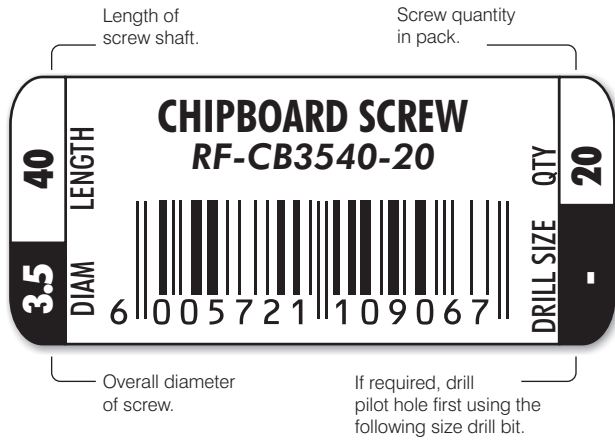 Length of
screw shaft.
Screw quantity
in pack.
CHIPBOARD SCREW
RF-CB3540-20
40
LENGTH
3.5
DIAM
QTY
20
DRILL SIZE
-
6 005721 109067
Overall diameter
of screw.
If required, drill
pilot hole first using the
following size drill bit.